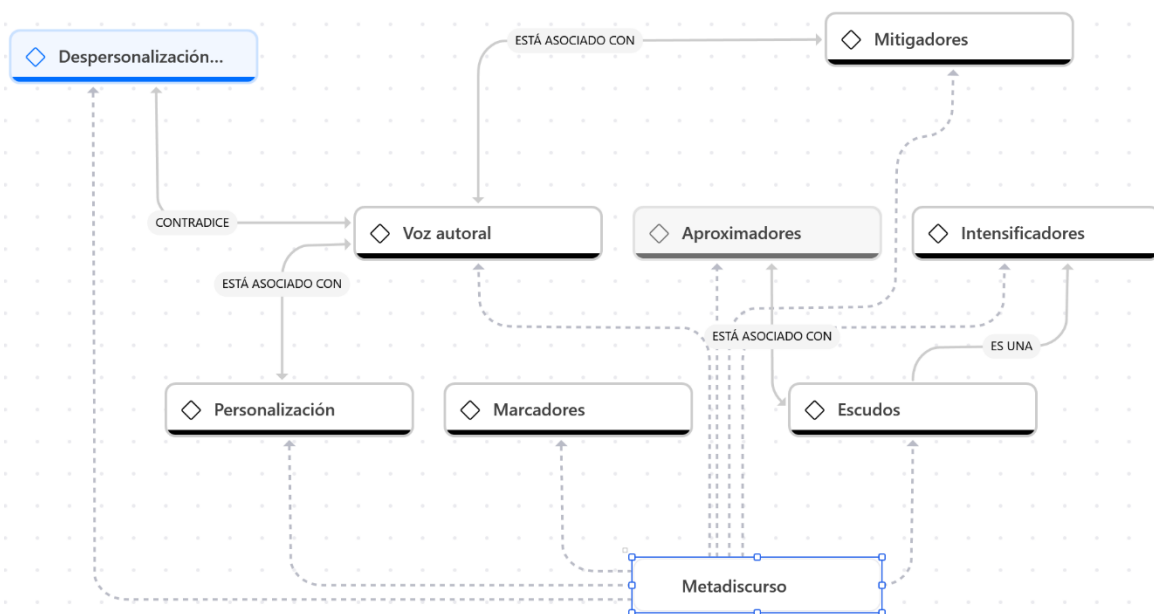 ESTÁ ASOCIADO CON
Mitigadores
Despersonalización...
CONTRADICE
Voz autoral
Aproximadores
Intensificadores
ESTÁ ASOCIADO CON
ESTÁ ASOCIADO CON
ES UNA
Personalización
Marcadores
Escudos
Metadiscurso